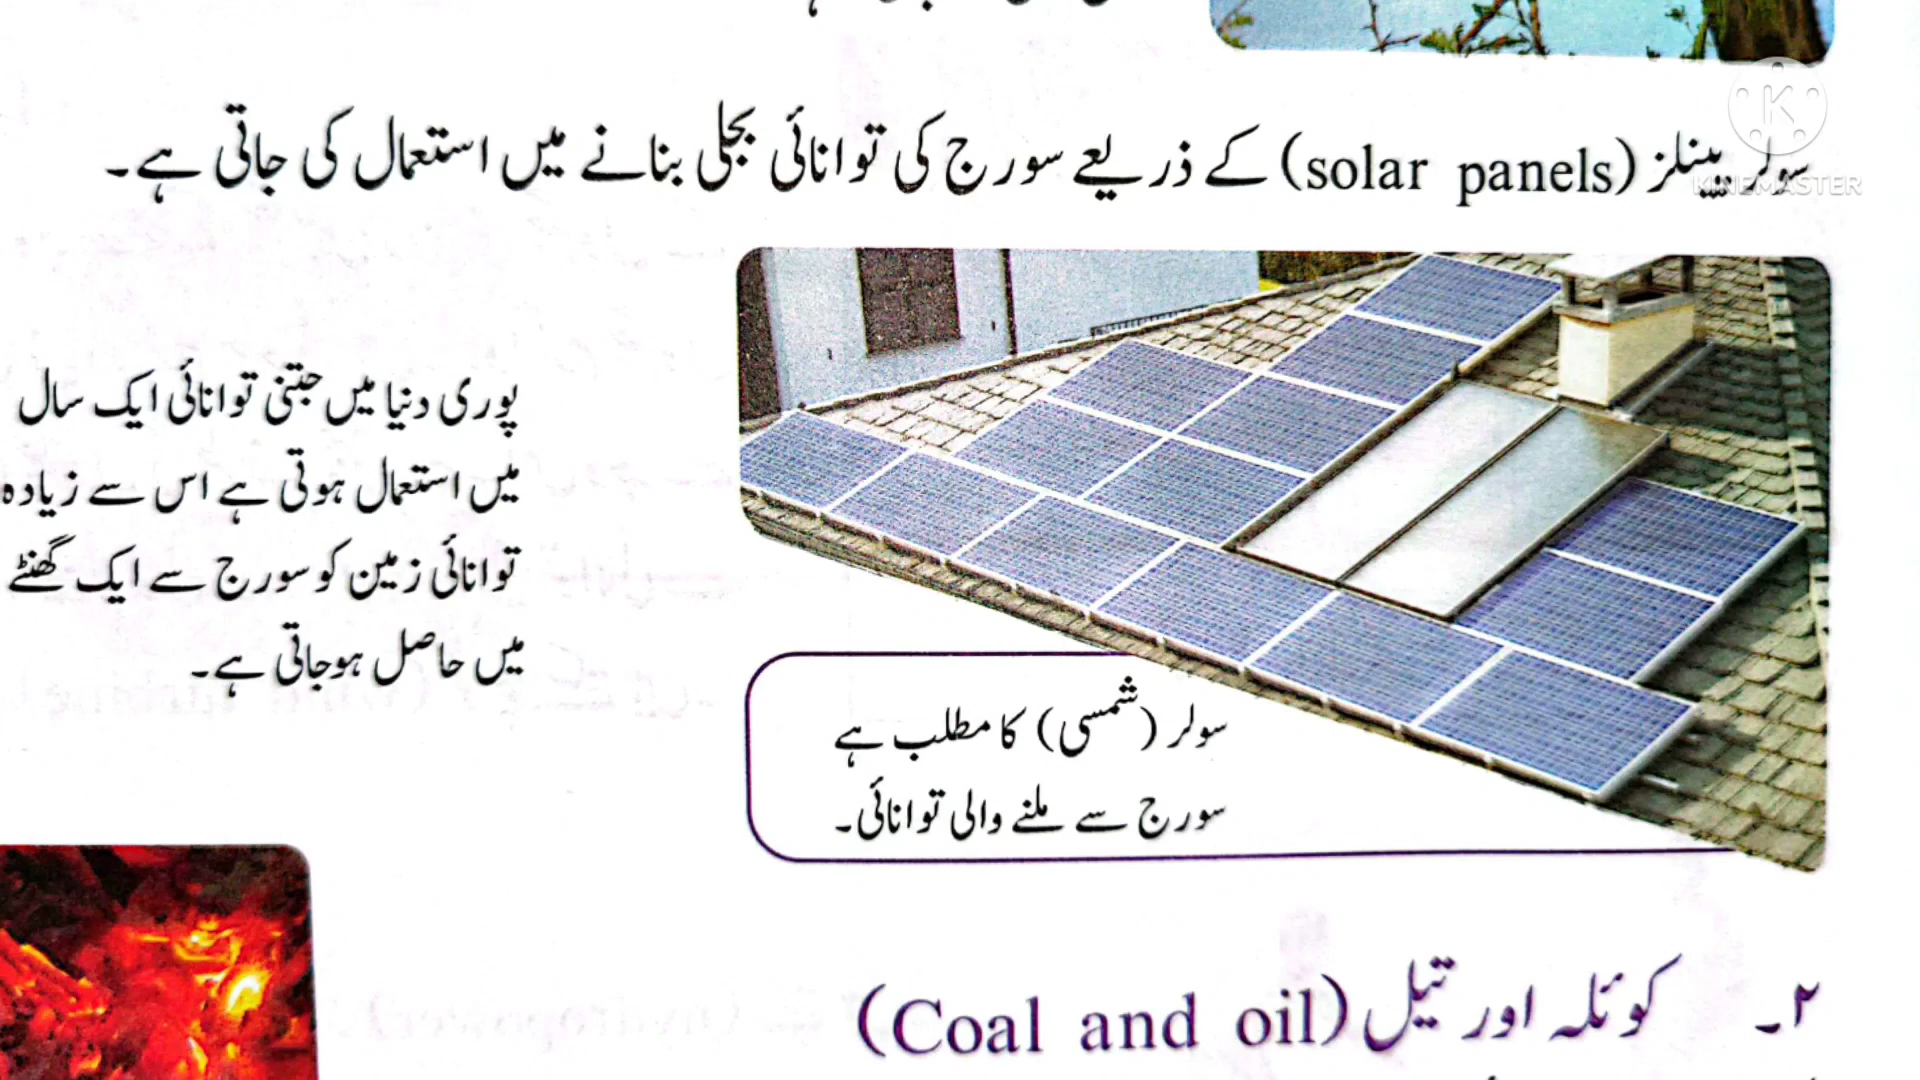 سولر پینلز (solar panels) کے ذریعے سورج کی توانائی بجلی بنانے میں استعمال کی جاتی ہے۔
KINEMASTER
پوری دنیا میں جتنی توانائی ایک سال
میں استعمال ہوتی ہے اس سے زیادہ
توانائی زمین کو سورج سے ایک گھنٹے
میں حاصل ہوجاتی ہے۔
سولر (شمسی) کا مطلب ہے
سورج سے ملنے والی توانائی۔
۲۔ کوئلہ اور تیل (Coal and oil)